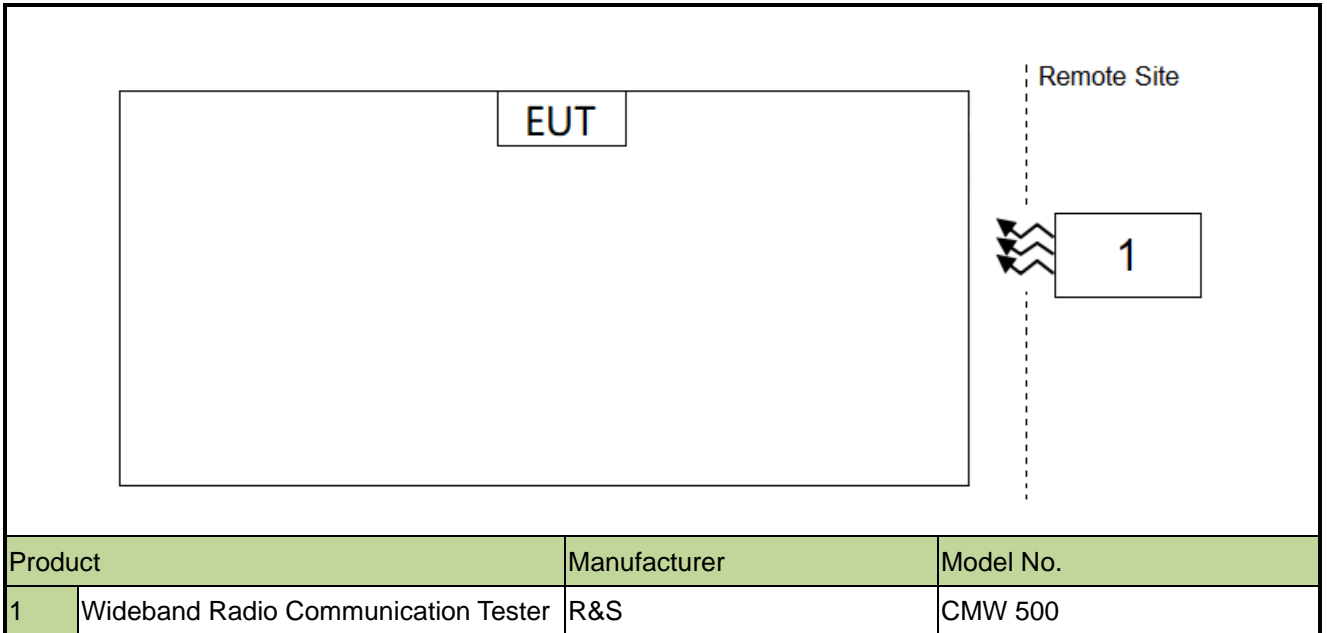 Remote Site
EUT
1
Product Manufacturer Model No.
1 Wideband Radio Communication Tester R&S CMW 500